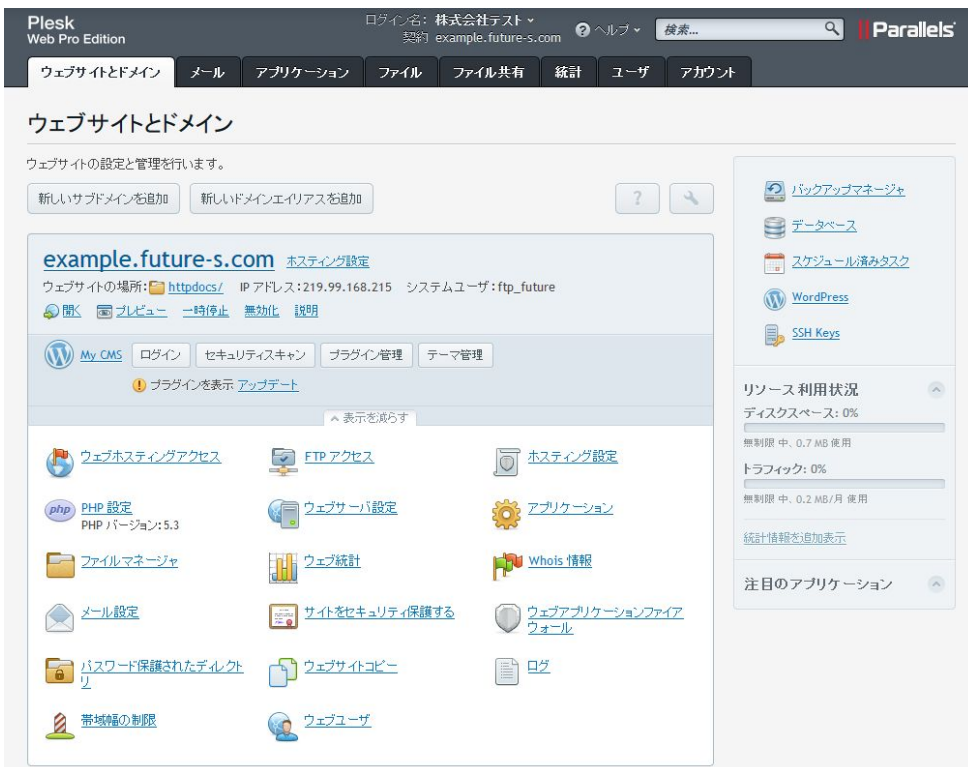 Plesk
Web Pro Edition
ログイン名: 株式会社テスト
契約 example.future-s.com
ヘルプ
検索...
Parallels
ウェブサイトとドメイン メール アプリケーション ファイル ファイル共有 統計 ユーザ アカウント
ウェブサイトとドメイン
ウェブサイトの設定と管理を行います。
新しいサブドメインを追加 新しいドメインエイリアスを追加
?
example.future-s.com ホスティング設定
ウェブサイトの場所: httpdocs/ IP アドレス:219.99.168.215 システムユーザ:ftp_future
開く プレビュー 一時停止 無効化 説明
My CMS ログイン セキュリティスキャン プラグイン管理 テーマ管理
プラグインを表示 アップデート
表示を減らす
ウェブホスティングアクセス FTP アクセス ホスティング設定
php PHP 設定 ウェブサーバ設定 アプリケーション
PHP バージョン:5.3
ファイルマネージャ ウェブ統計 Whois 情報
メール設定 サイトをセキュリティ保護する ウェブアプリケーションファイア
ウォール
パスワード保護されたディレクト
リ
ウェブサイトコピー ログ
帯域幅の制限 ウェブユーザ
バックアップマネージャ
データベース
スケジュール済みタスク
WordPress
SSH Keys
リソース利用状況
ディスクスペース: 0%
無制限 中、0.7 MB 使用
トラフィック: 0%
無制限 中、0.2 MB/月 使用
統計情報を追加表示
注目のアプリケーション